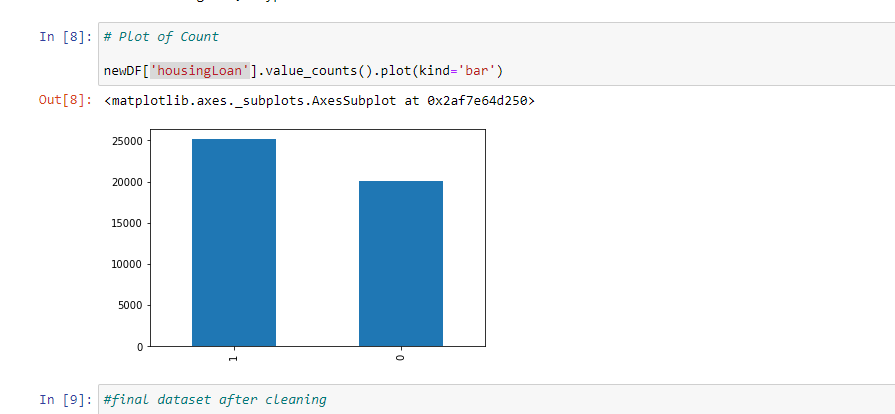 In [8]: # Plot of Count
newDF['housingLoan'].value_counts().plot(kind='bar')
Out[8]: <matplotlib.axes._subplots.AxesSubplot at 0x2af7e64d250>
25000
20000
15000
10000
5000
0
1
0
In [9]: #final dataset after cleaning